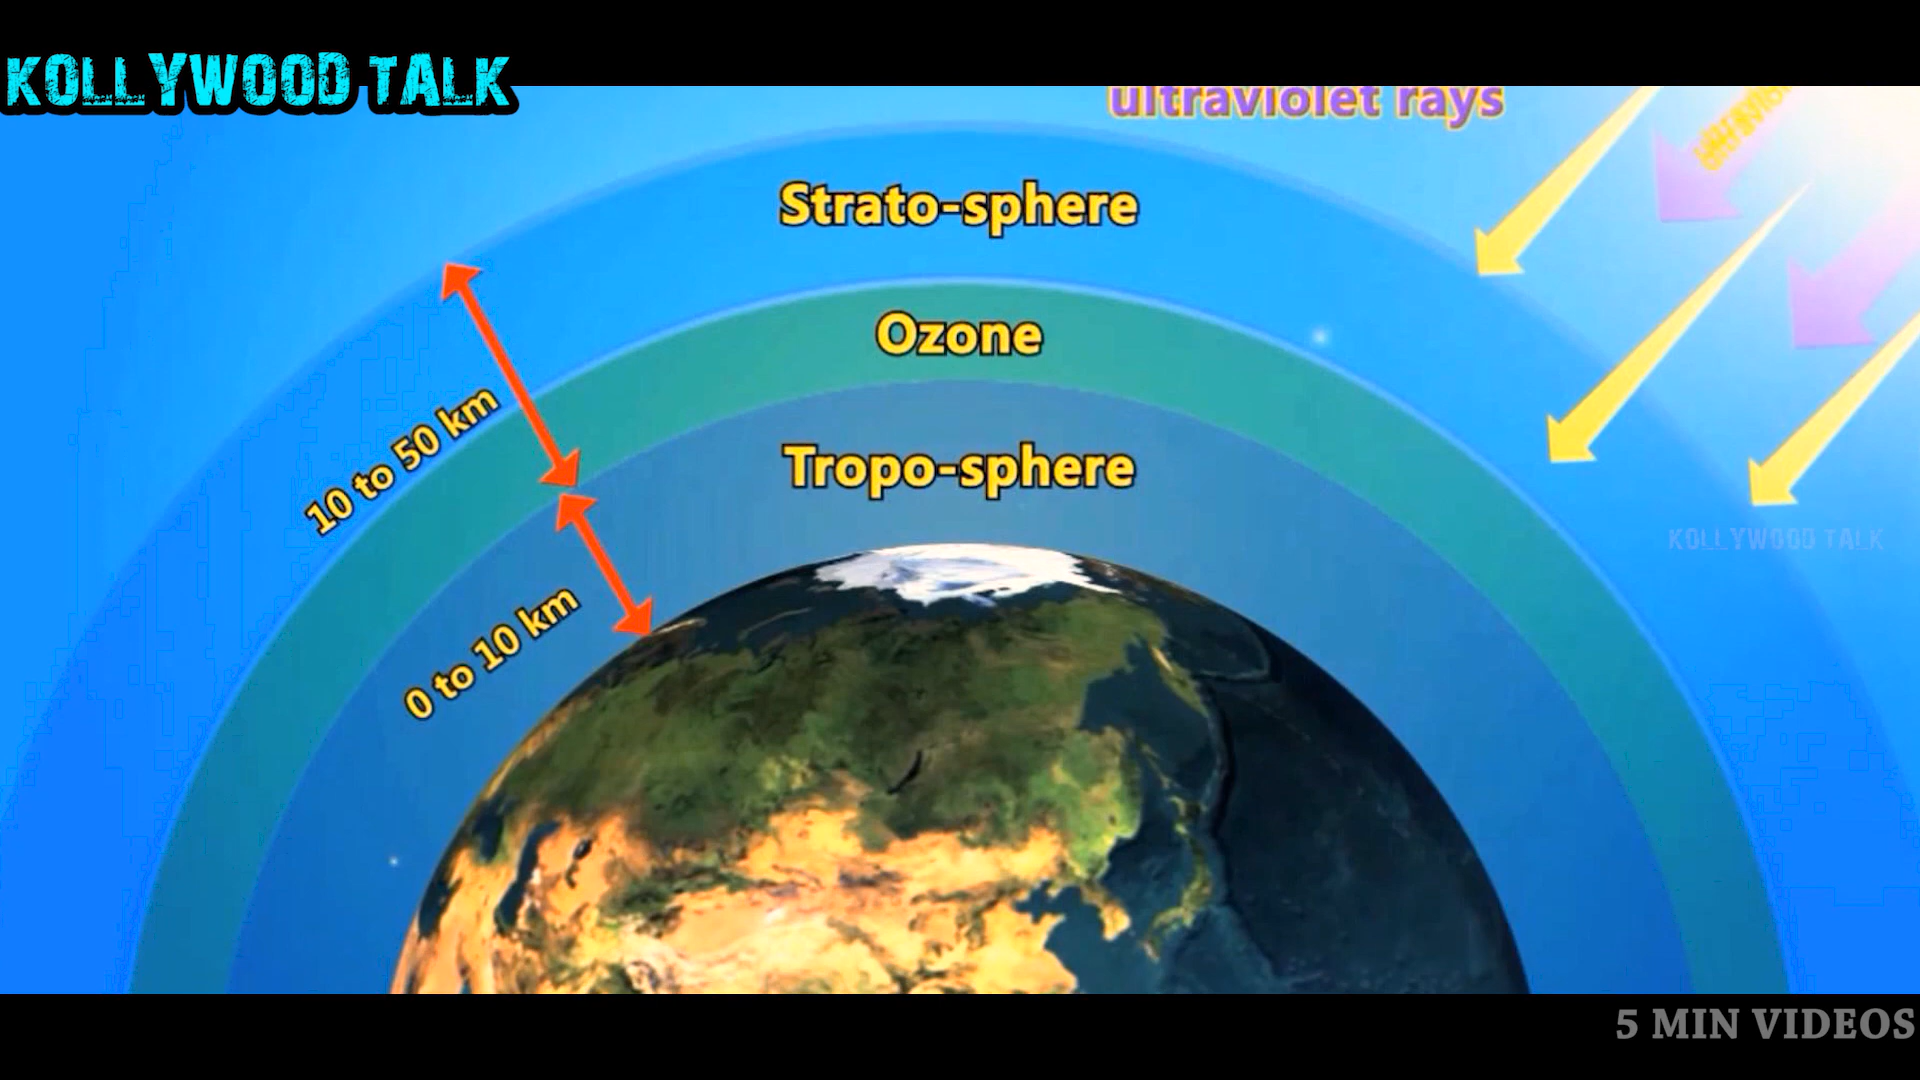 KOLLYWOOD TALK
ultraviolet rays
Strato-sphere
Ozone
10 to 50 km
Tropo-sphere
KOLLYWOOD TALK
0 to 10 km
5 MIN VIDEOS